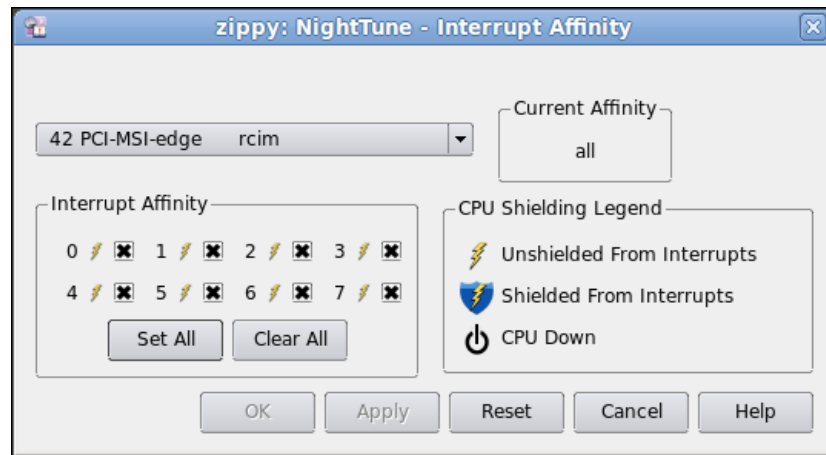 zippy: NightTune - Interrupt Affinity
42 PCI-MSI-edge rcim
Current Affinity
all
Interrupt Affinity
0 1 2 3
4 5 6 7
Set All Clear All
CPU Shielding Legend
Unshielded From Interrupts
Shielded From Interrupts
CPU Down
OK Apply Reset Cancel Help